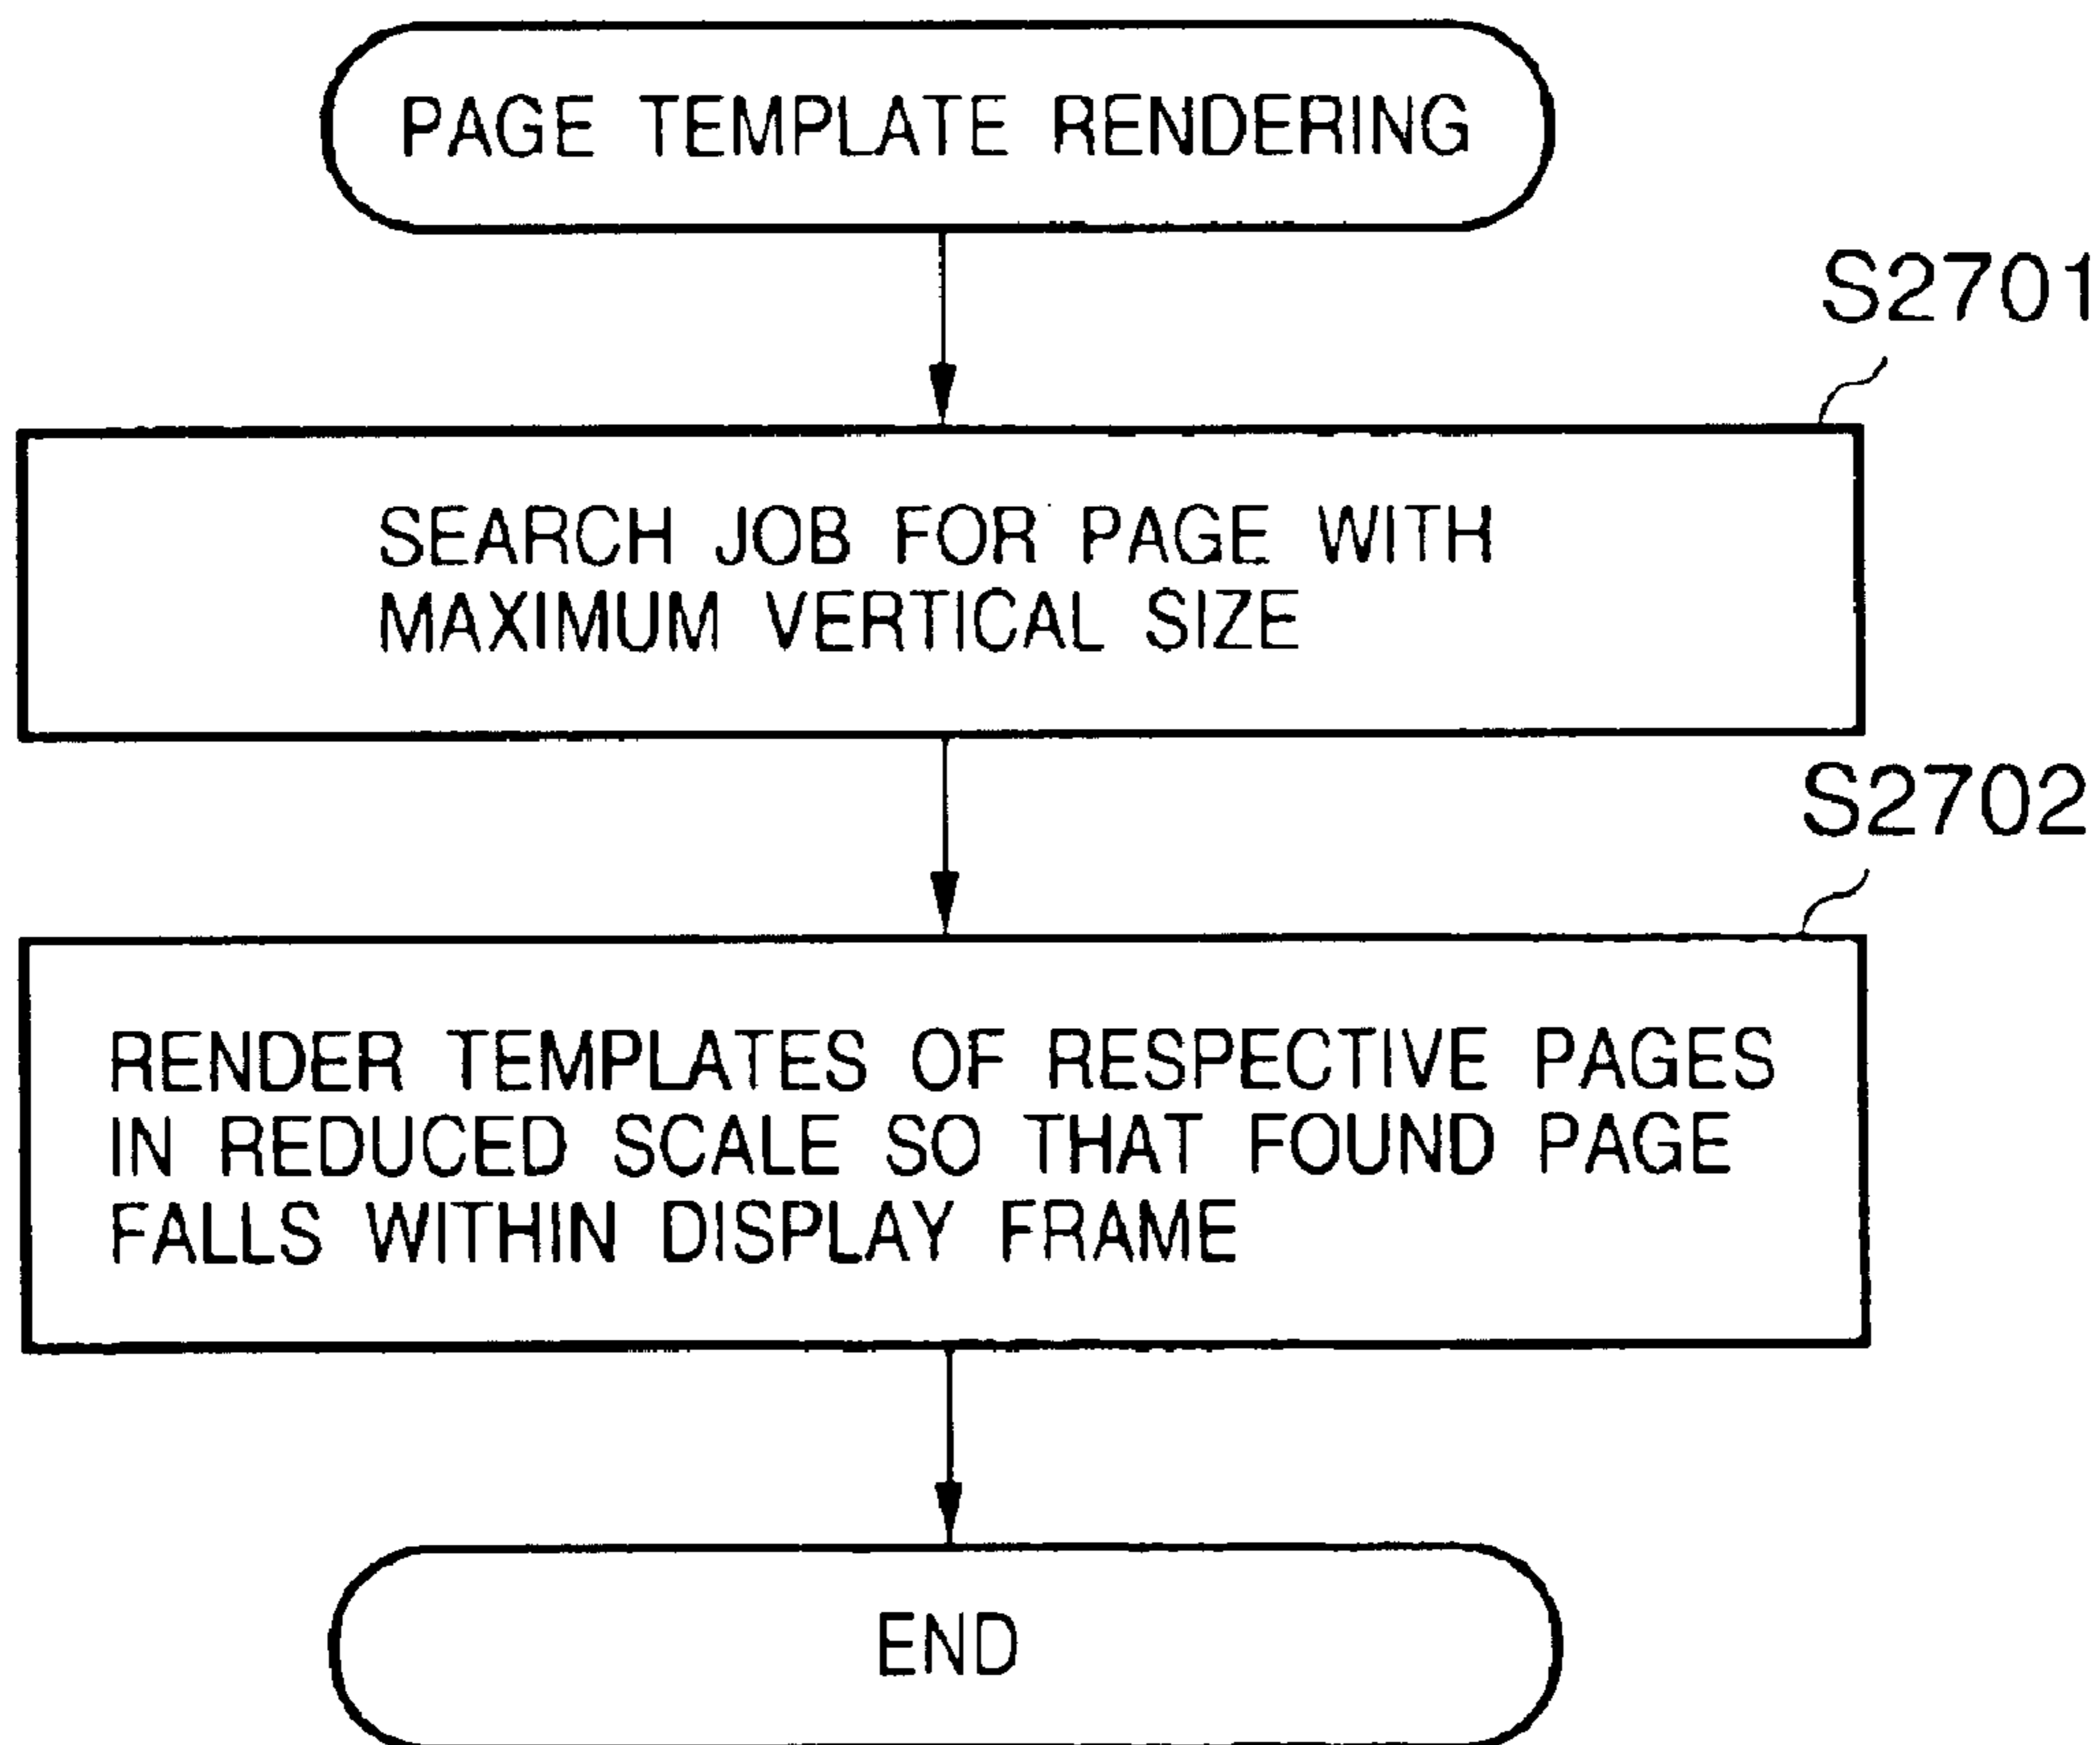 PAGE TEMPLATE RENDERING
S2701
SEARCH JOB FOR PAGE WITH
MAXIMUM VERTICAL SIZE
S2702
RENDER TEMPLATES OF RESPECTIVE PAGES
IN REDUCED SCALE SO THAT FOUND PAGE
FALLS WITHIN DISPLAY FRAME
END